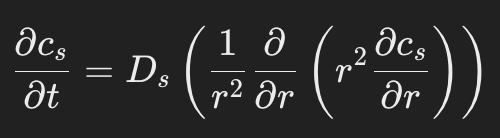 ∂c_s/∂t = D_s ( 1/r² ∂/∂r ( r² ∂c_s/∂r ) )